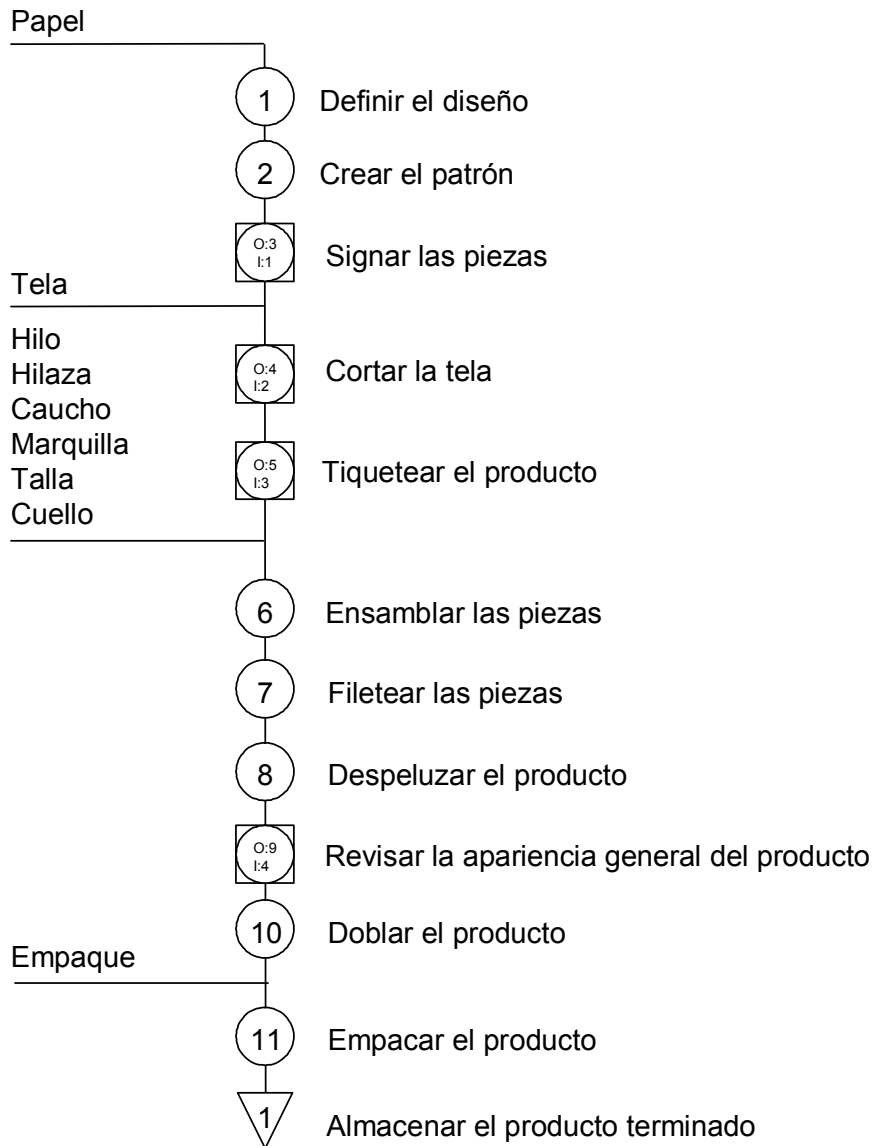 Papel
1 Definir el diseño
2 Crear el patrón
O:3
I:1
Signar las piezas
Tela
Hilo
Hilaza
Caucho
Marquilla
Talla
Cuello
O:4
I:2
Cortar la tela
O:5
I:3
Tiquetear el producto
6 Ensamblar las piezas
7 Filetear las piezas
8 Despeluzar el producto
O:9
I:4
Revisar la apariencia general del producto
10 Doblar el producto
Empaque
11 Empacar el producto
1 Almacenar el producto terminado